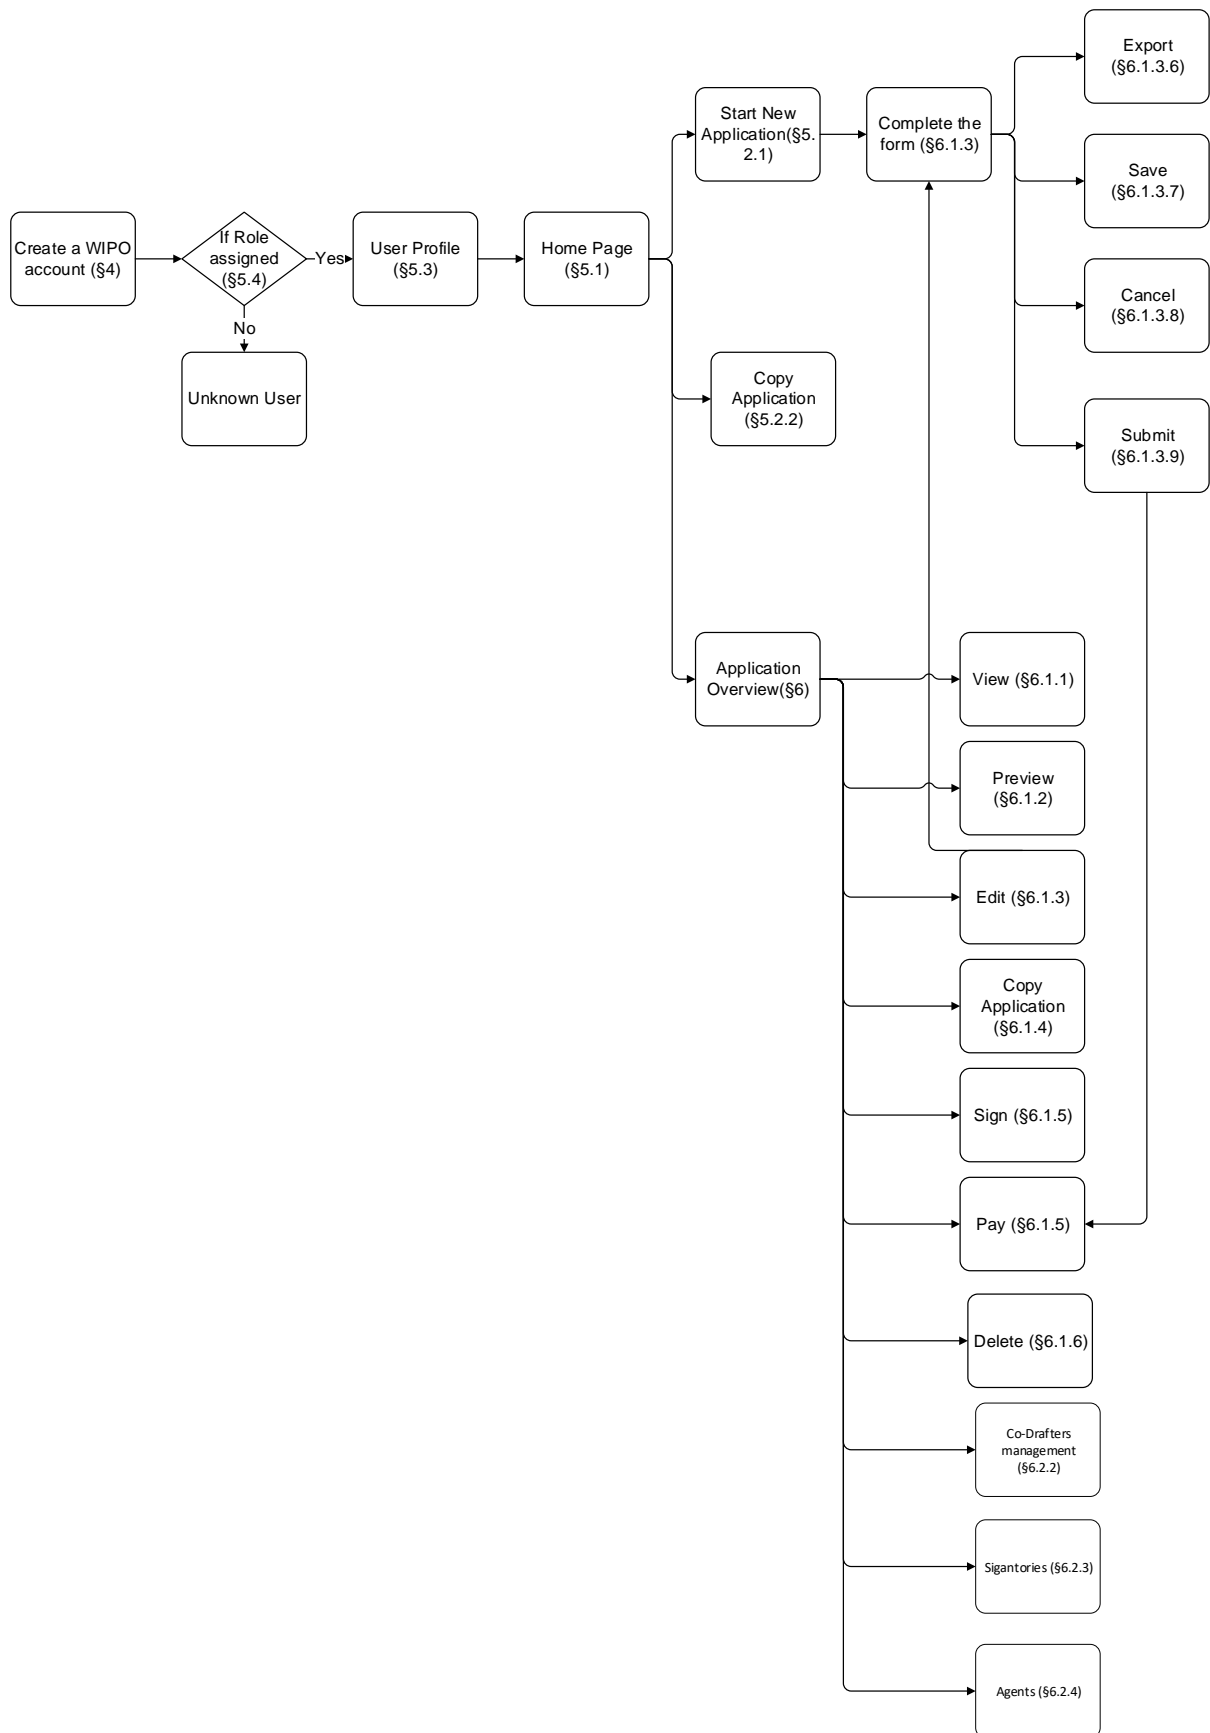 Export
(§6.1.3.6)
Start New
Application(§5.
2.1)
Complete the
form (§6.1.3)
Save
(§6.1.3.7)
Create a WIPO
account (§4)
If Role
assigned
(§5.4)
Yes
User Profile
(§5.3)
Home Page
(§5.1)
Cancel
(§6.1.3.8)
No
Unknown User
Copy
Application
(§5.2.2)
Submit
(§6.1.3.9)
Application
Overview(§6)
View (§6.1.1)
Preview
(§6.1.2)
Edit (§6.1.3)
Copy
Application
(§6.1.4)
Sign (§6.1.5)
Pay (§6.1.5)
Delete (§6.1.6)
Co-Drafters
management
(§6.2.2)
Sigantories (§6.2.3)
Agents (§6.2.4)